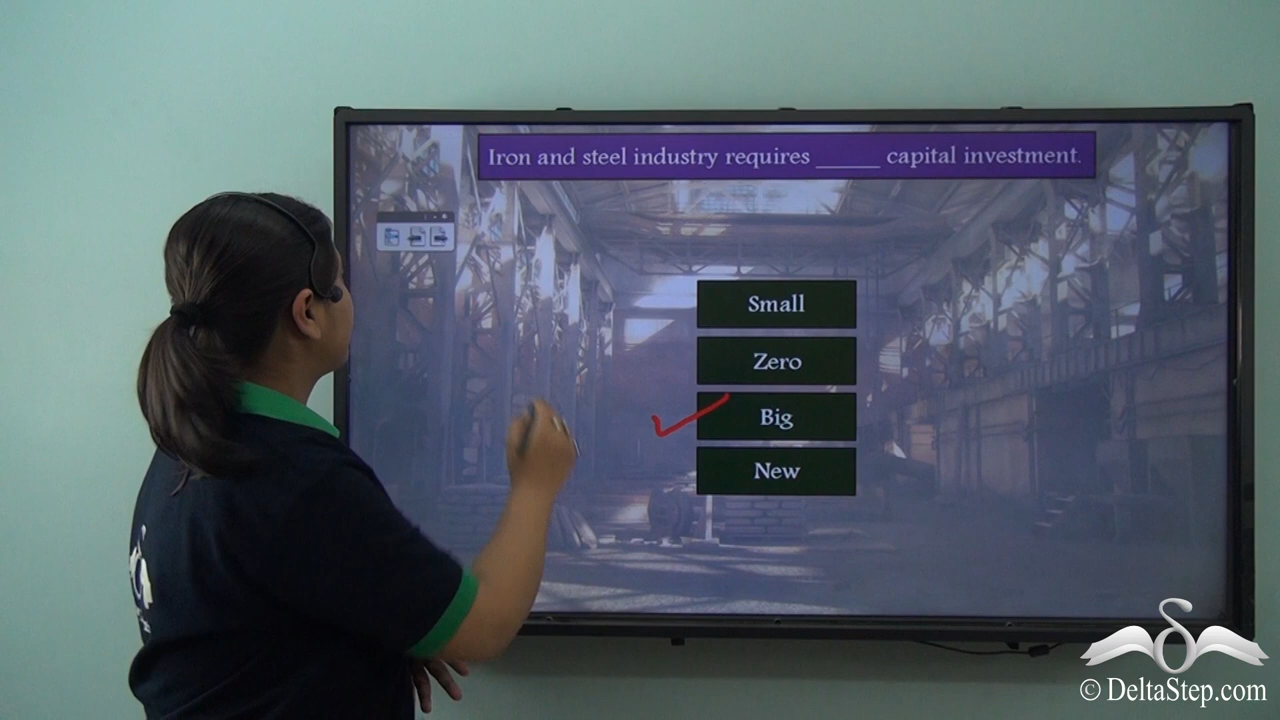 Iron and steel industry requires _____ capital investment.
Small
Zero
Big
New
© DeltaStep.com